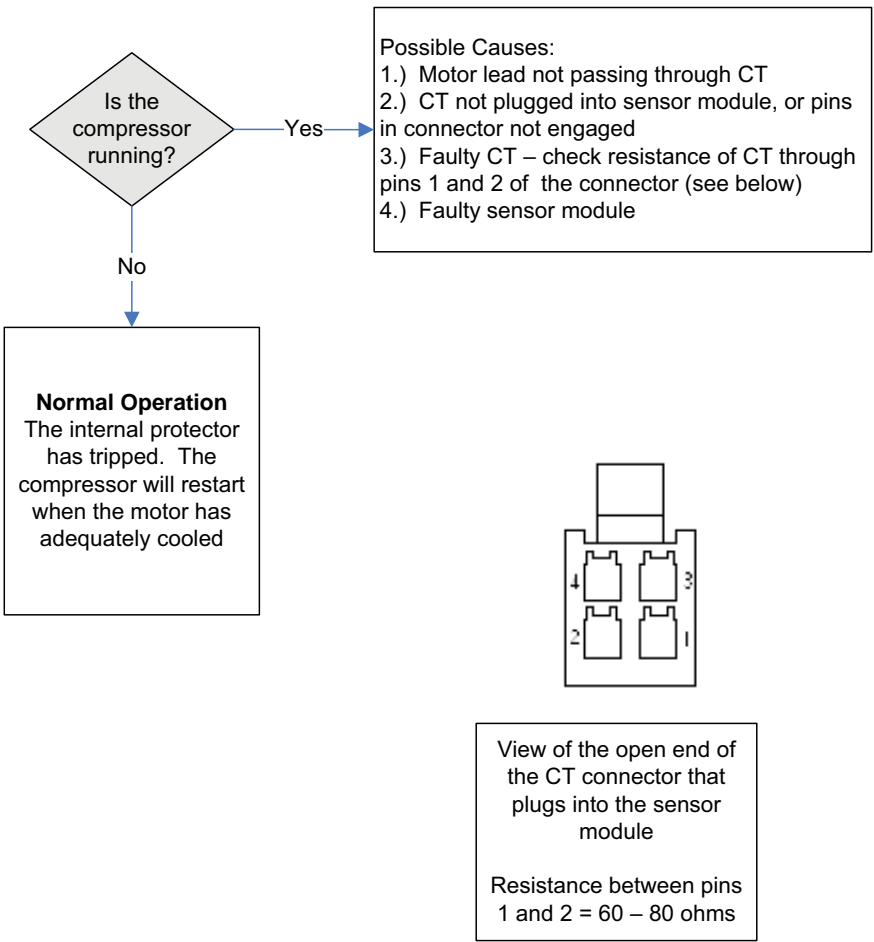 Is the
compressor
running?
Yes
Possible Causes:
1.) Motor lead not passing through CT
2.) CT not plugged into sensor module, or pins
in connector not engaged
3.) Faulty CT – check resistance of CT through
pins 1 and 2 of the connector (see below)
4.) Faulty sensor module
No
Normal Operation
The internal protector
has tripped. The
compressor will restart
when the motor has
adequately cooled
4 3
2 1
View of the open end of
the CT connector that
plugs into the sensor
module
Resistance between pins
1 and 2 = 60 – 80 ohms